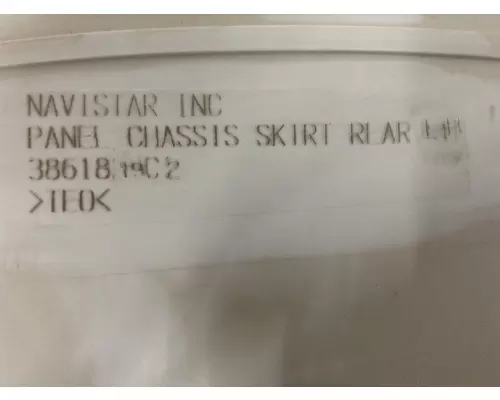 NAVISTAR INC
PANEL CHASSIS SKIRT REAR
38618
>TEO<